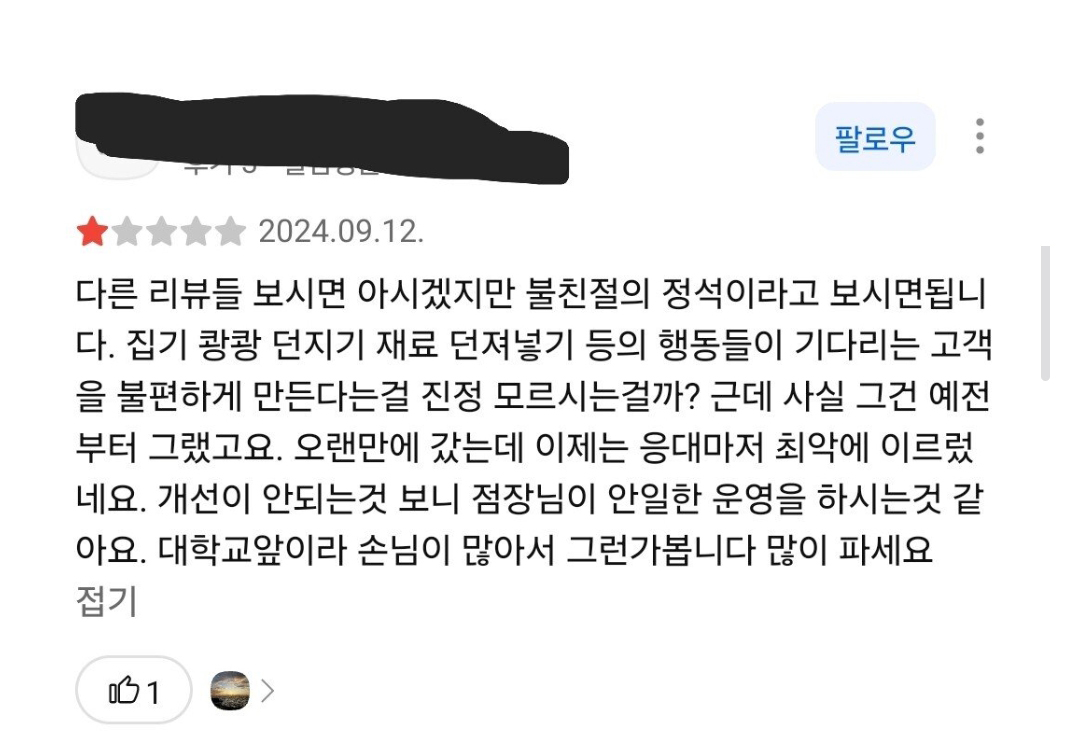 팔로우
2024.09.12.
다른 리뷰들 보시면 아시겠지만 불친절의 정석이라고 보시면됩니
다. 집기 쾅쾅 던지기 재료 던져넣기 등의 행동들이 기다리는 고객
을 불편하게 만든다는걸 진정 모르시는걸까? 근데 사실 그건 예전
부터 그랬고요. 오랜만에 갔는데 이제는 응대마저 최악에 이르렀
네요. 개선이 안되는것 보니 점장님이 안일한 운영을 하시는것 같
아요. 대학교앞이라 손님이 많아서 그런가봅니다 많이 파세요
접기
1